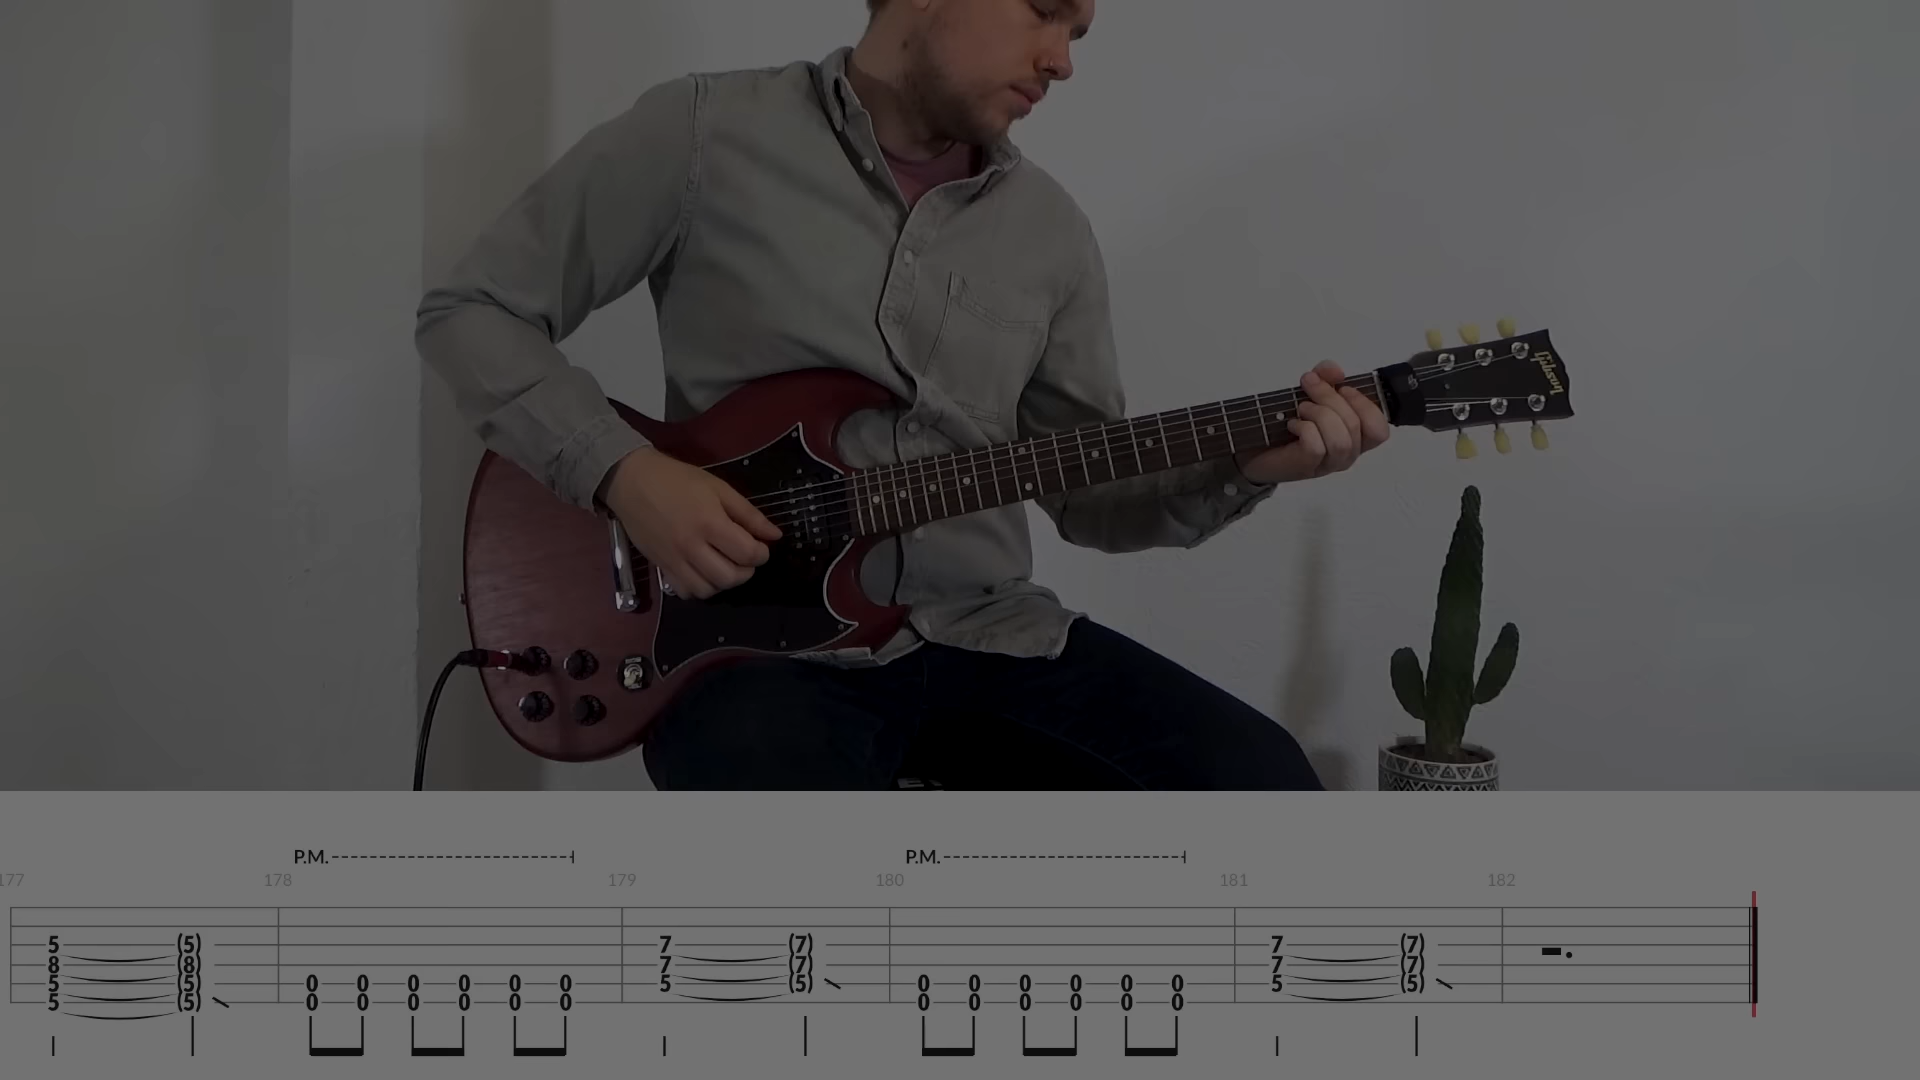 Gibson
P.M. P.M.
177 178 179 180 181 182
5 (5) 7 (7) 7 (7)
8 (8) 7 (7) 7 (7)
5 (5) 0 0 0 0 0 0 5 (5) 0 0 0 0 0 0 5 (5)
5 (5) 0 0 0 0 0 0 0 0 0 0 0 0